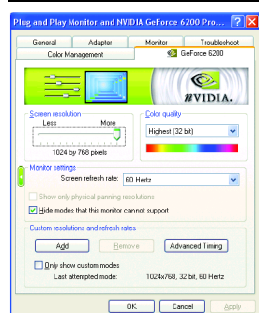 Plug and Play Monitor and NVIDIA GeForce 6200 Pro...
General Adapter Monitor Troubleshoot
Color Management GeForce 6200
NVIDIA.
Screen resolution
Less More
1024 by 768 pixels
Color quality
Highest (32 bit)
Monitor settings
Screen refresh rate: 60 Hertz
Show only physical panning resolutions
Hide modes that this monitor cannot support
Custom resolutions and refresh rates
Add Remove Advanced Timing
Only show custom modes
Last attempted mode: 1024x768, 32 bit, 60 Hertz
OK Cancel Apply